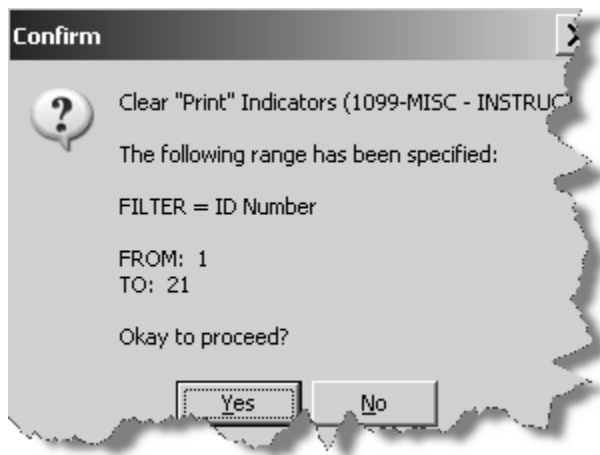 Confirm
Clear "Print" Indicators (1099-MISC -
The following range has been specified:
FILTER = ID Number
FROM: 1
TO: 21
Okay to proceed?
Yes No